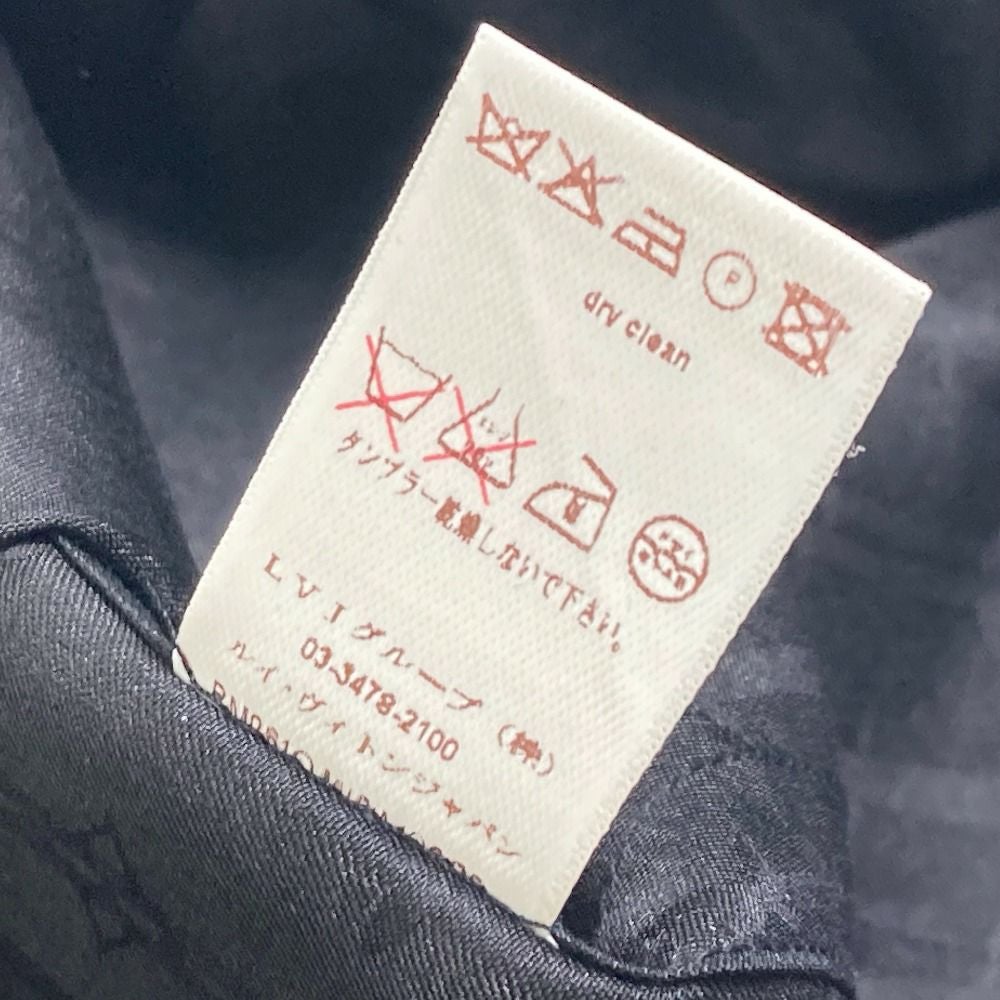 P
dry clean
タンブラー乾燥しないで下さい。
LVIグループ (株)
03-3478-2100
ルイ・ヴィトンジャパン